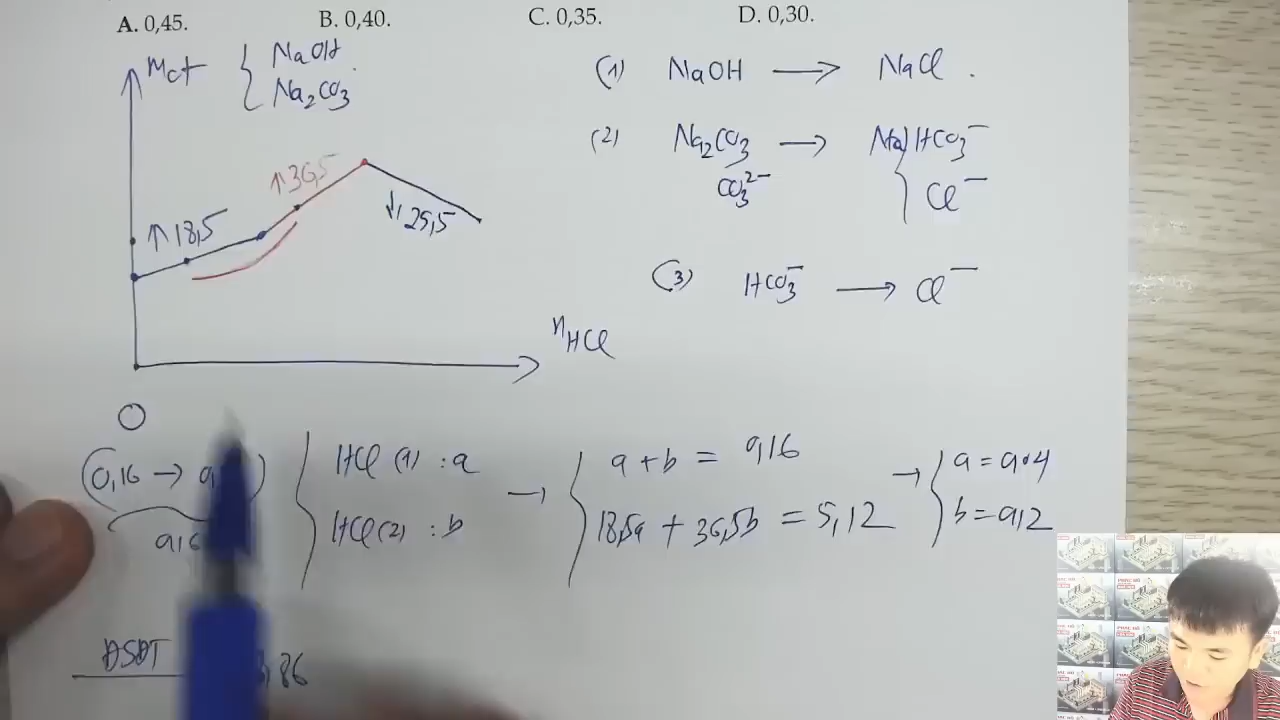 A. 0,45. B. 0,40. C. 0,35. D. 0,30.
mct { NaOH
Na2CO3
(1) NaOH → NaCl .
(2) Na2CO3 → Na HCO3-
CO3 2- Cl-
(3) HCO3- → Cl-
↑18,5
↑36,5
↓25,5
nHCl
O
(0,16 →
HCl (1) : a → a + b = 0,16 → a = 0,04
HCl (2) : b 18,5a + 36,5b = 5,12 b = 0,12
ĐSĐT